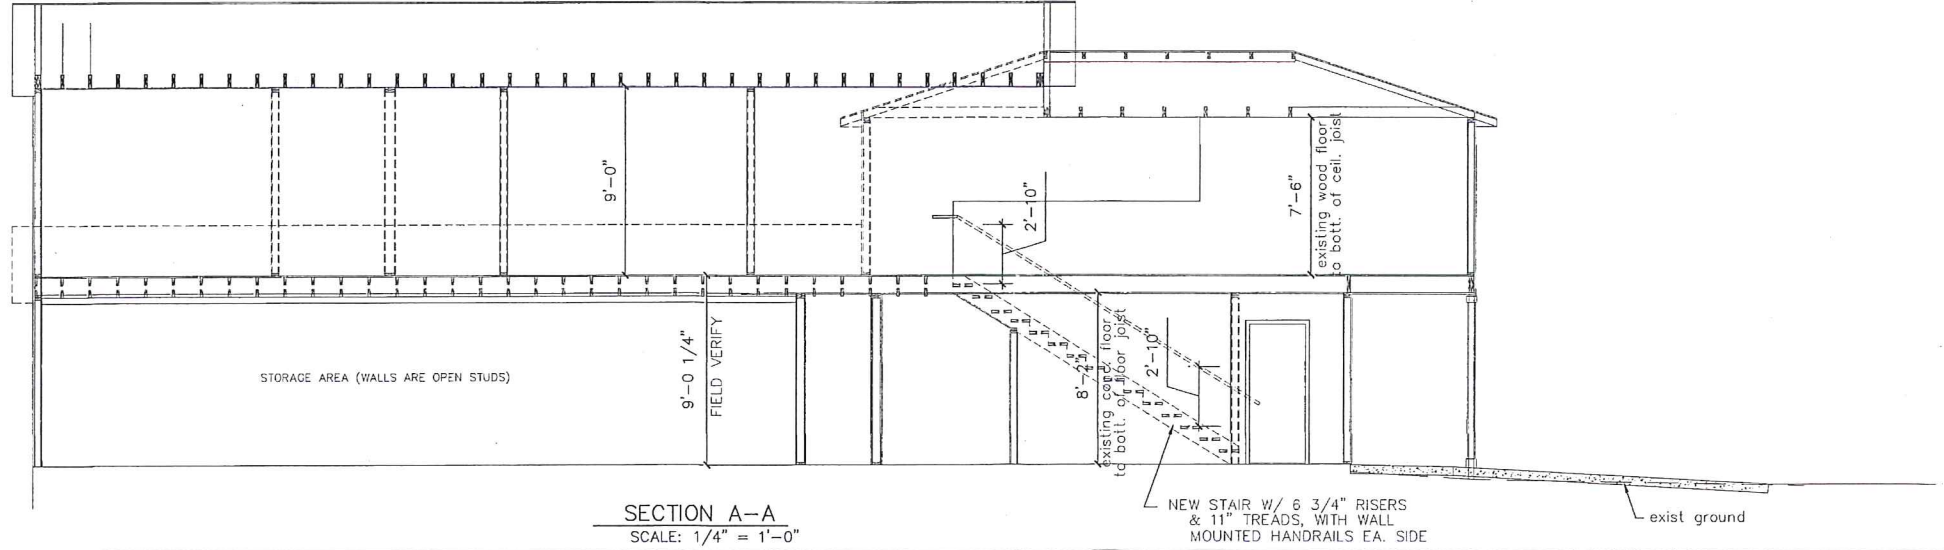 9'-0"
2'-10"
7'-6"
existing wood floor
to bott. of ceil. joist
STORAGE AREA (WALLS ARE OPEN STUDS)
9'-0 1/4"
FIELD VERIFY
8'-2"
existing conc. floor
to bott. of floor joist
2'-10"
SECTION A-A
SCALE: 1/4" = 1'-0"
NEW STAIR W/ 6 3/4" RISERS
& 11" TREADS, WITH WALL
MOUNTED HANDRAILS EA. SIDE
exist ground